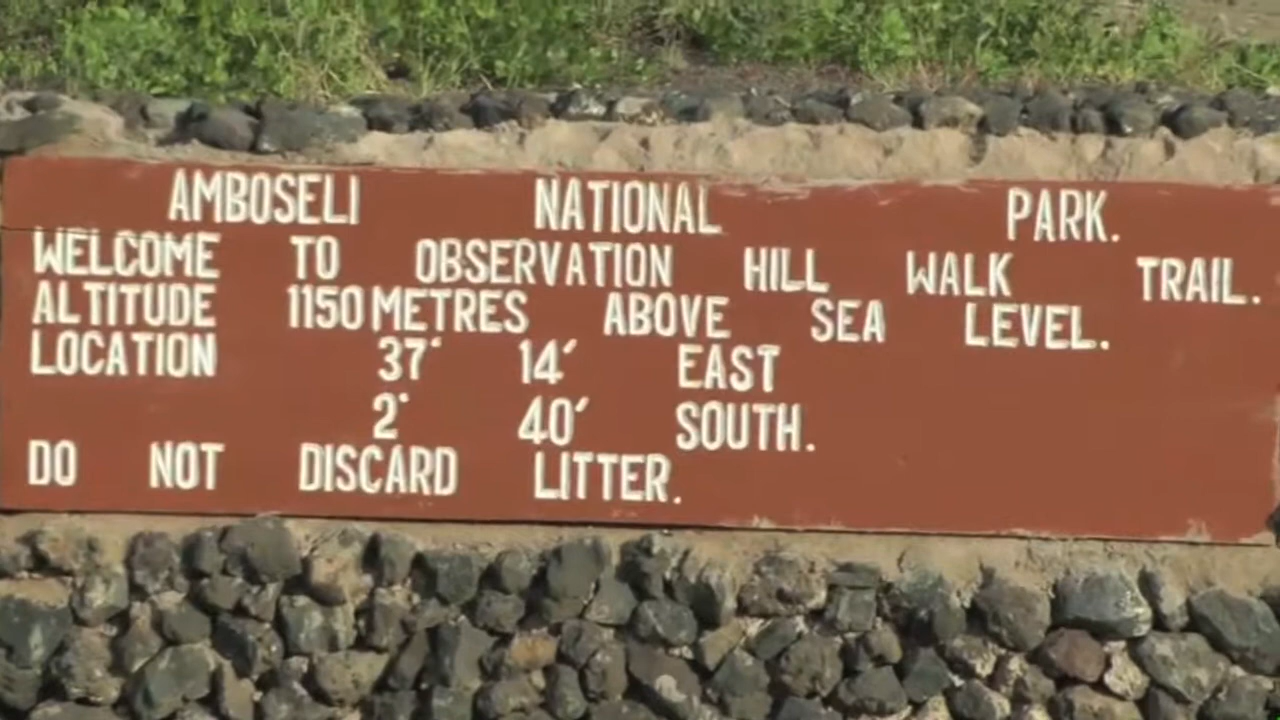 AMBOSELI NATIONAL PARK.
WELCOME TO OBSERVATION HILL WALK TRAIL.
ALTITUDE 1150 METRES ABOVE SEA LEVEL.
LOCATION 37° 14′ EAST
2° 40′ SOUTH.
DO NOT DISCARD LITTER.